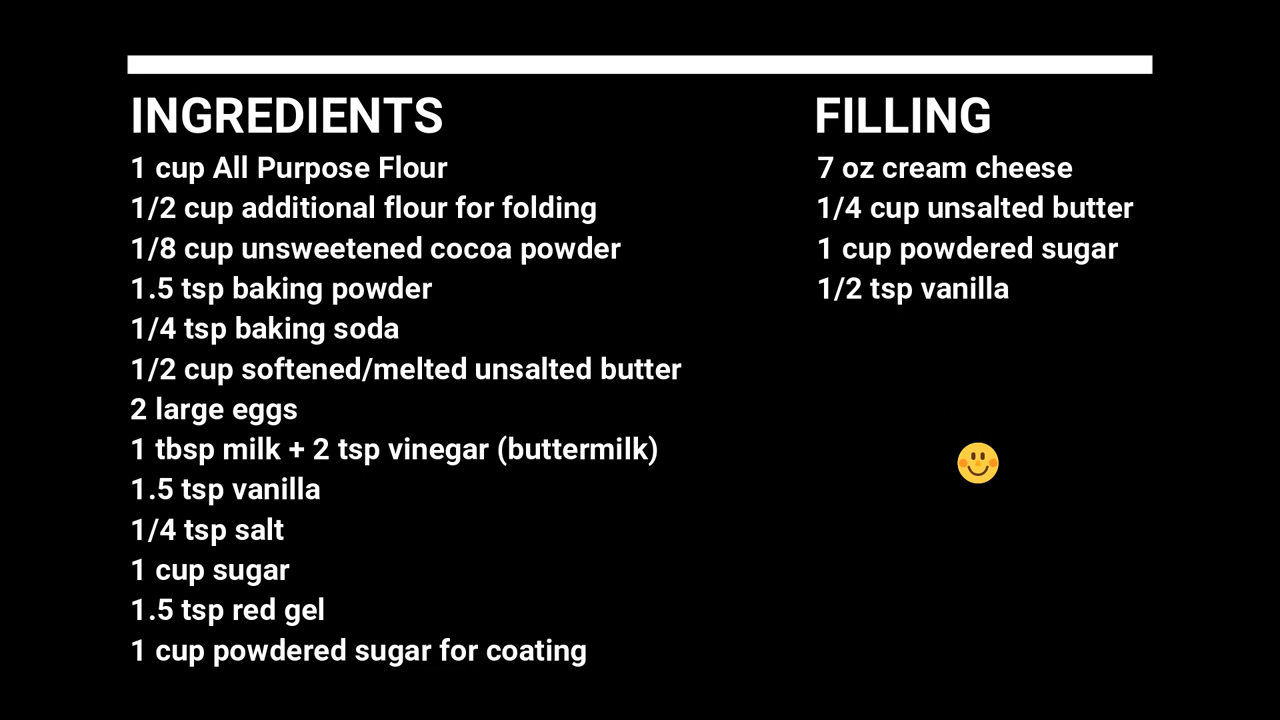 INGREDIENTS
1 cup All Purpose Flour
1/2 cup additional flour for folding
1/8 cup unsweetened cocoa powder
1.5 tsp baking powder
1/4 tsp baking soda
1/2 cup softened/melted unsalted butter
2 large eggs
1 tbsp milk + 2 tsp vinegar (buttermilk)
1.5 tsp vanilla
1/4 tsp salt
1 cup sugar
1.5 tsp red gel
1 cup powdered sugar for coating
FILLING
7 oz cream cheese
1/4 cup unsalted butter
1 cup powdered sugar
1/2 tsp vanilla